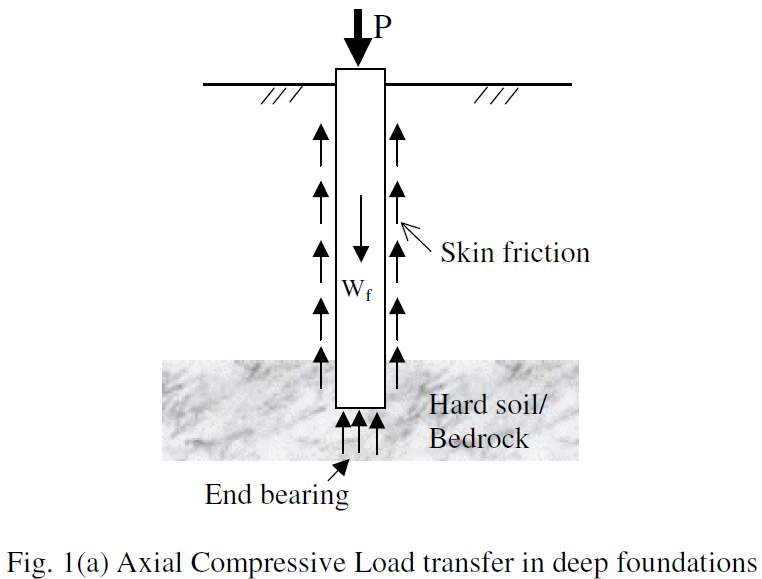 P
Skin friction
Wf
Hard soil/
Bedrock
End bearing
Fig. 1(a) Axial Compressive Load transfer in deep foundations